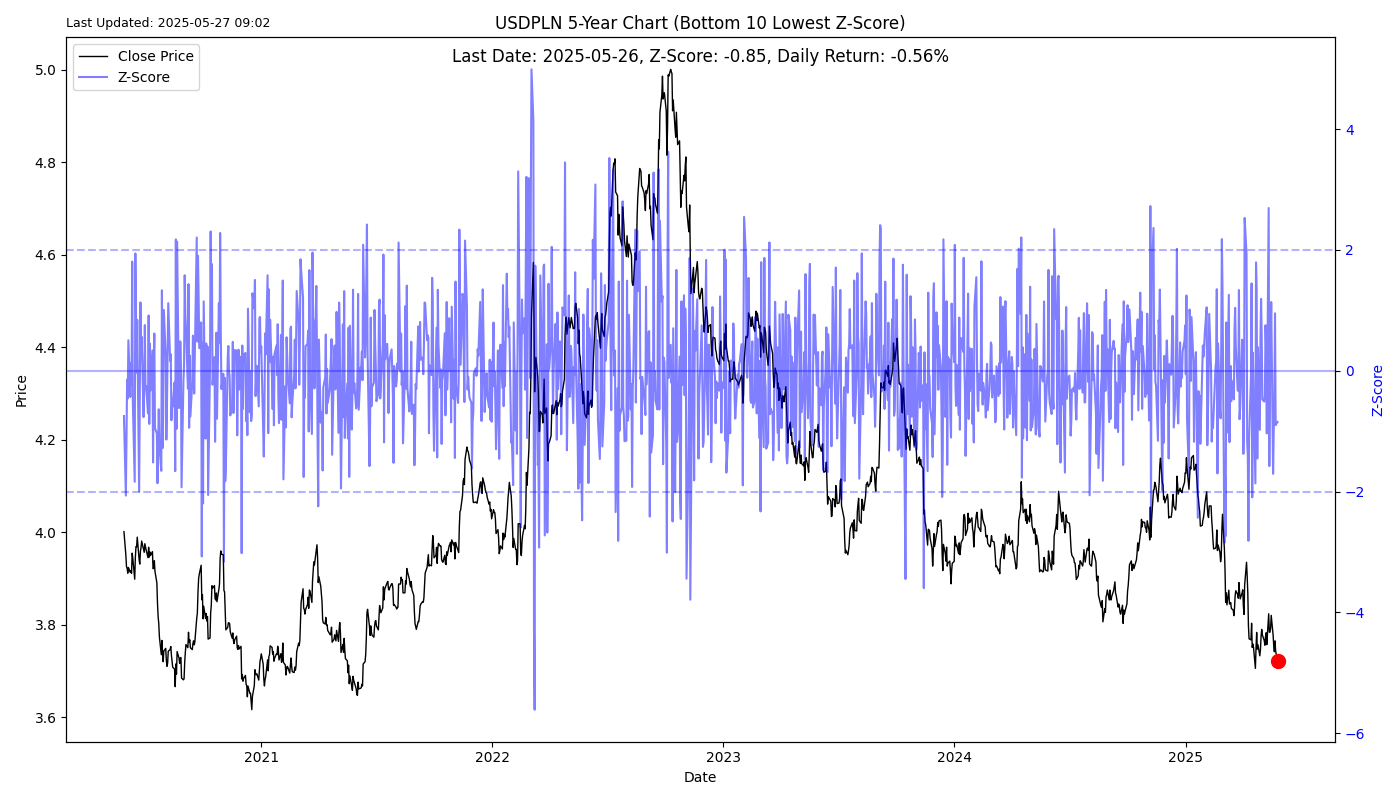 Last Updated: 2025-05-27 09:02
USDPLN 5-Year Chart (Bottom 10 Lowest Z-Score)
Last Date: 2025-05-26, Z-Score: -0.85, Daily Return: -0.56%
Close Price
Z-Score
5.0
4.8
4.6
4.4
4.2
4.0
3.8
3.6
Price
4
2
0
−2
−4
−6
Z-Score
2021
2022
2023
2024
2025
Date